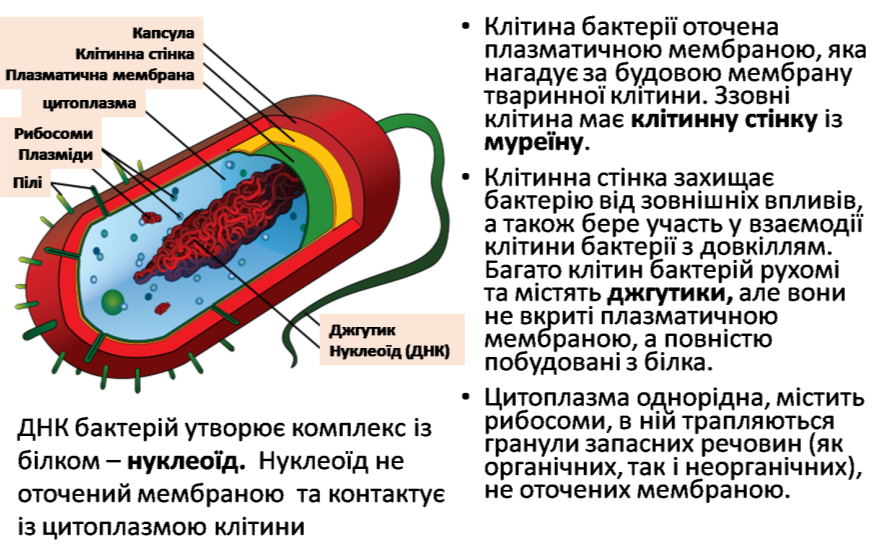 Капсула
Клітинна стінка
Плазматична мембрана
цитоплазма
Рибосоми
Плазміди
Пілі
Джгутик
Нуклеоїд (ДНК)
ДНК бактерій утворює комплекс із
білком – нуклеоїд. Нуклеоїд не
оточений мембраною та контактує
із цитоплазмою клітини
• Клітина бактерії оточена
плазматичною мембраною, яка
нагадує за будовою мембрану
тваринної клітини. Ззовні
клітина має клітинну стінку із
муреїну.
• Клітинна стінка захищає
бактерію від зовнішніх впливів,
а також бере участь у взаємодії
клітини бактерії з довкіллям.
Багато клітин бактерій рухомі
та містять джгутики, але вони
не вкриті плазматичною
мембраною, а повністю
побудовані з білка.
• Цитоплазма однорідна, містить
рибосоми, в ній трапляються
гранули запасних речовин (як
органічних, так і неорганічних),
не оточених мембраною.